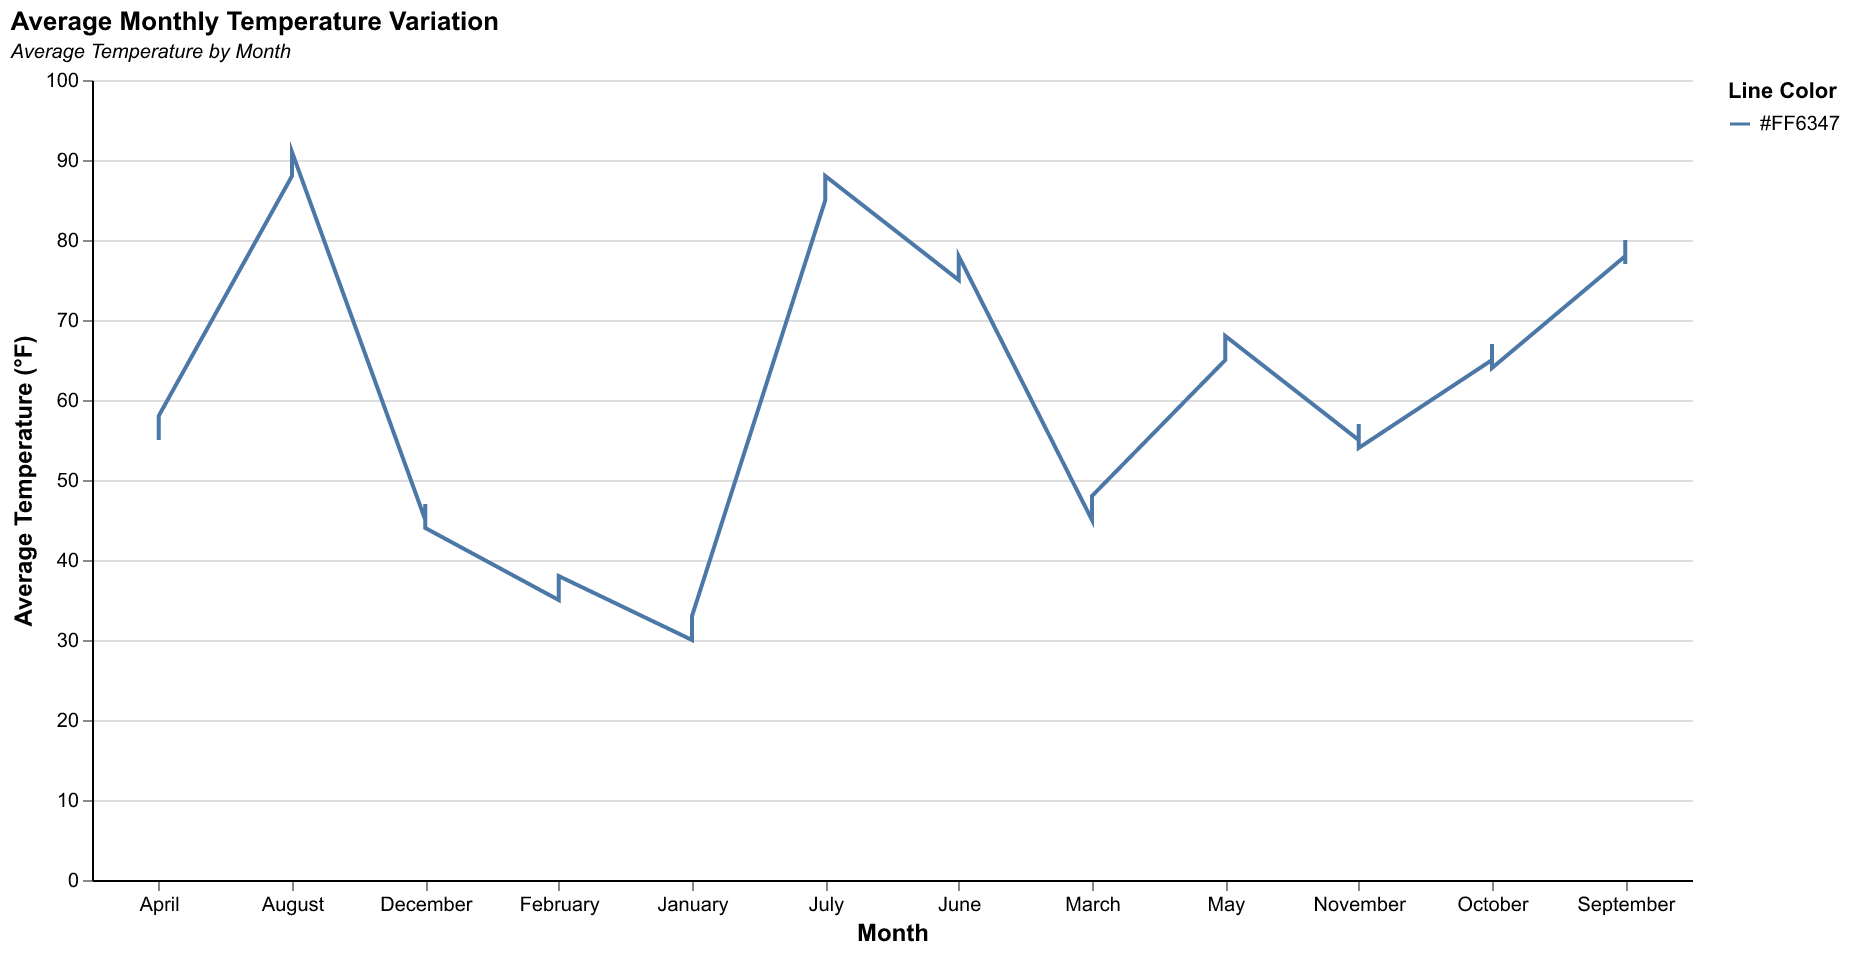 Average Monthly Temperature Variation
Average Temperature by Month
Line Color
#FF6347
Average Temperature (°F)
100
90
80
70
60
50
40
30
20
10
0
April August December February January July June March May November October September
Month